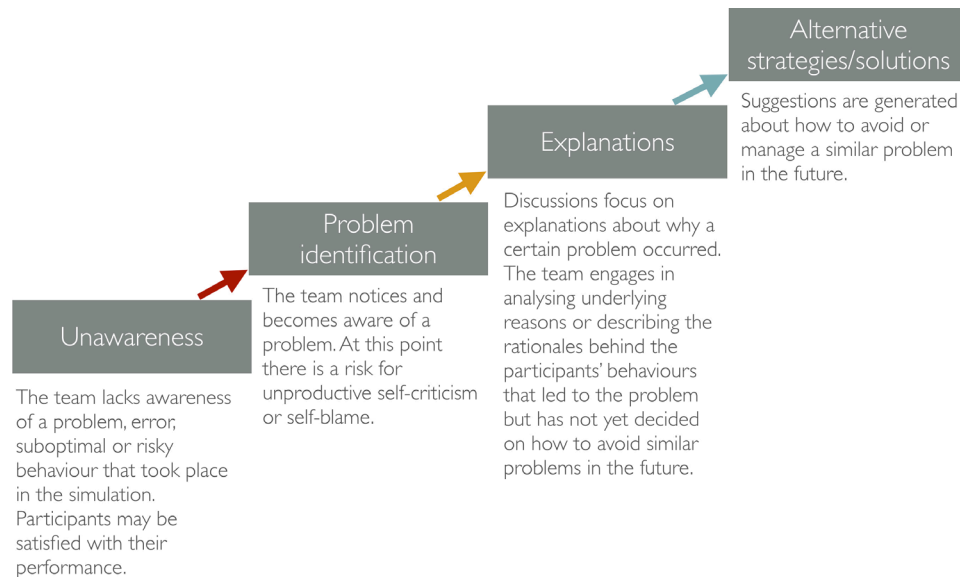 Unawareness
The team lacks awareness
of a problem, error,
suboptimal or risky
behaviour that took place
in the simulation.
Participants may be
satisfied with their
performance.
Problem
identification
The team notices and
becomes aware of a
problem. At this point
there is a risk for
unproductive self-criticism
or self-blame.
Explanations
Discussions focus on
explanations about why a
certain problem occurred.
The team engages in
analysing underlying
reasons or describing the
rationales behind the
participants’ behaviours
that led to the problem
but has not yet decided
on how to avoid similar
problems in the future.
Alternative
strategies/solutions
Suggestions are generated
about how to avoid or
manage a similar problem
in the future.